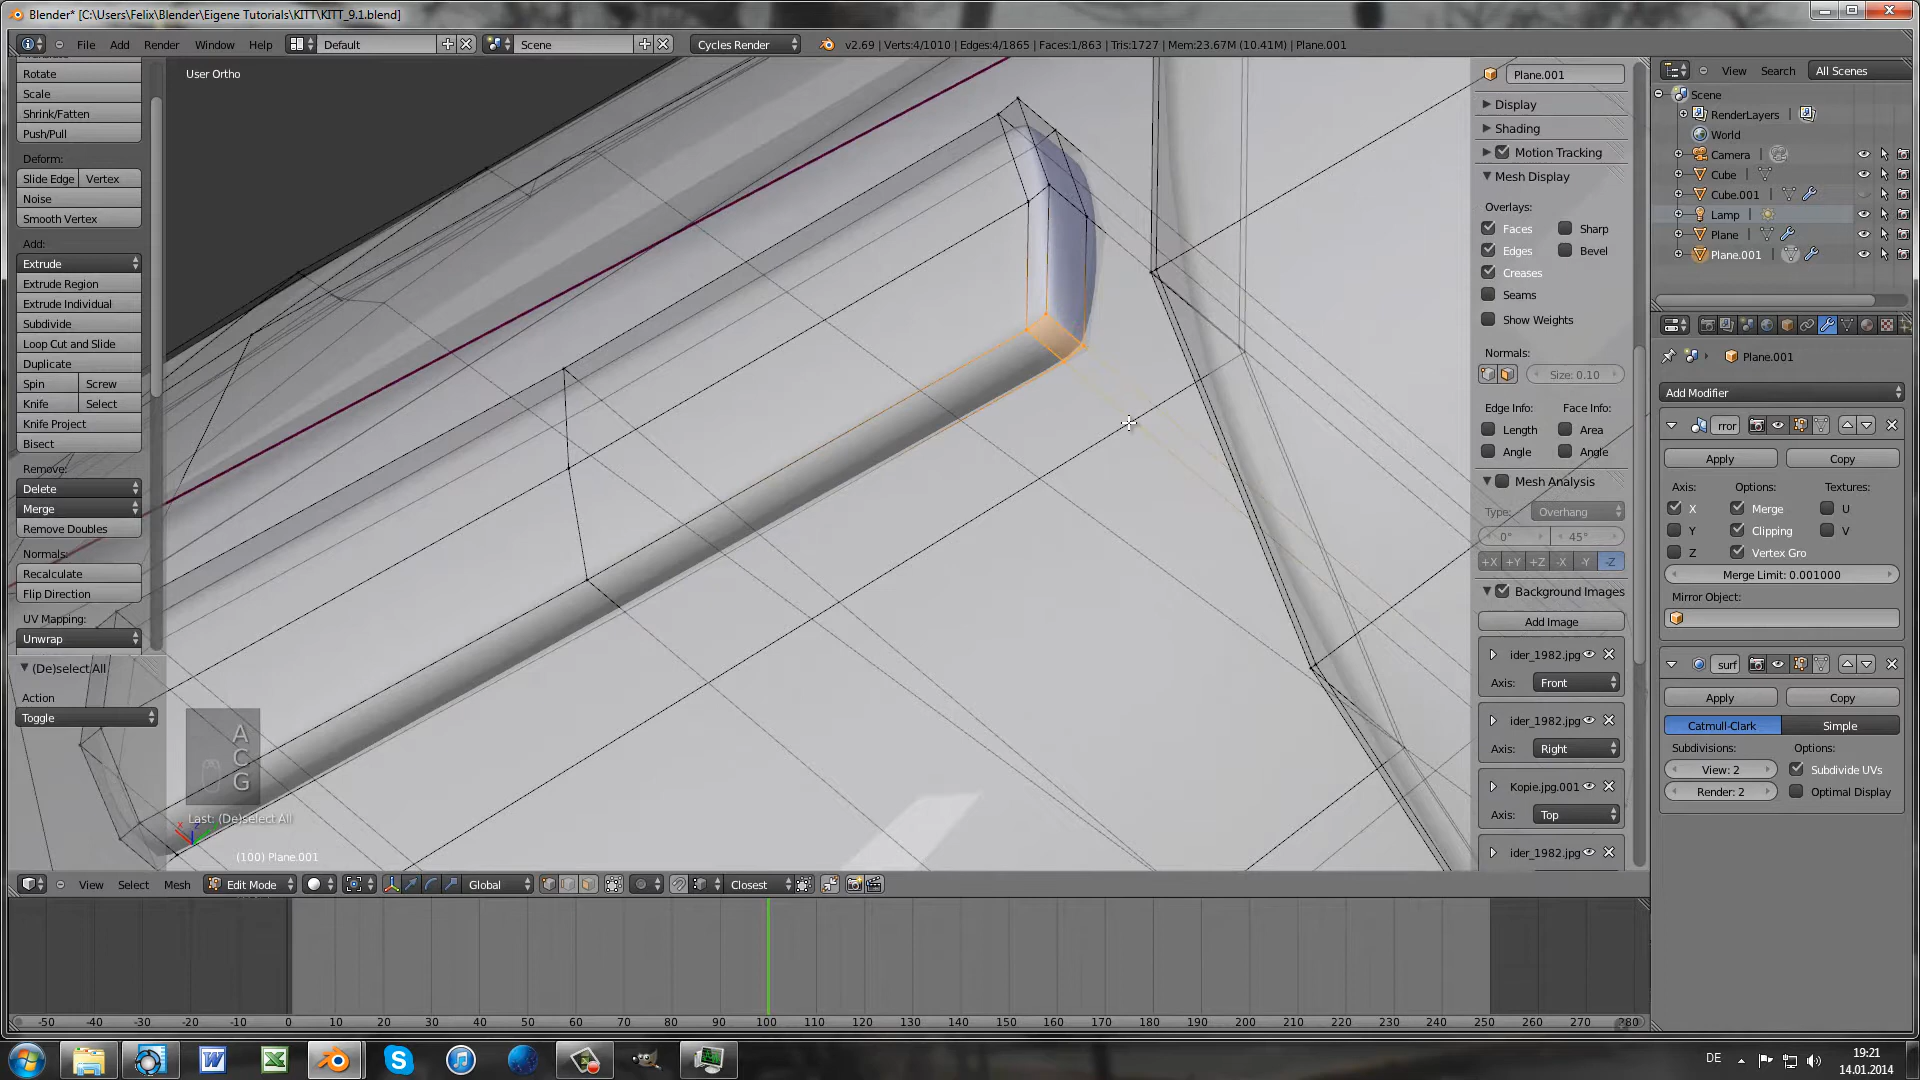 Blender* [C:\Users\Felix\Blender\Eigene Tutorials\KITT\KITT_9.1.blend]
File Add Render Window Help Default Scene Cycles Render v2.69 | Verts:4/1010 | Edges:4/1865 | Faces:1/863 | Tris:1727 | Mem:23.67M (10.41M) | Plane.001
Rotate
Scale
Shrink/Fatten
Push/Pull
Deform:
Slide Edge Vertex
Noise
Smooth Vertex
Add:
Extrude
Extrude Region
Extrude Individual
Subdivide
Loop Cut and Slide
Duplicate
Spin Screw
Knife Select
Knife Project
Bisect
Remove:
Delete
Merge
Remove Doubles
Normals:
Recalculate
Flip Direction
UV Mapping:
Unwrap
(De)select All
Action
Toggle
User Ortho
A
C
G
Last: (De)select All
(100) Plane.001
Plane.001
Display
Shading
Motion Tracking
Mesh Display
Overlays:
Faces Sharp
Edges Bevel
Creases
Seams
Show Weights
Normals:
Size: 0.10
Edge Info: Face Info:
Length Area
Angle Angle
Mesh Analysis
Type: Overhang
0° 45°
+X +Y +Z -X -Y -Z
Background Images
Add Image
ider_1982.jpg
Axis: Front
ider_1982.jpg
Axis: Right
Kopie.jpg.001
Axis: Top
ider_1982.jpg
View Search All Scenes
Scene
RenderLayers
World
Camera
Cube
Cube.001
Lamp
Plane
Plane.001
Plane.001
Add Modifier
rror
Apply Copy
Axis: Options: Textures:
X Merge U
Y Clipping V
Z Vertex Gro
Merge Limit: 0.001000
Mirror Object:
surf
Apply Copy
Catmull-Clark Simple
Subdivisions: Options:
View: 2 Subdivide UVs
Render: 2 Optimal Display
View Select Mesh Edit Mode Global Closest
-50 -40 -30 -20 -10 0 10 20 30 40 50 60 70 80 90 100 110 120 130 140 150 160 170 180 190 200 210 220 230 240 250 260 270 280
DE 19:21
14.01.2014